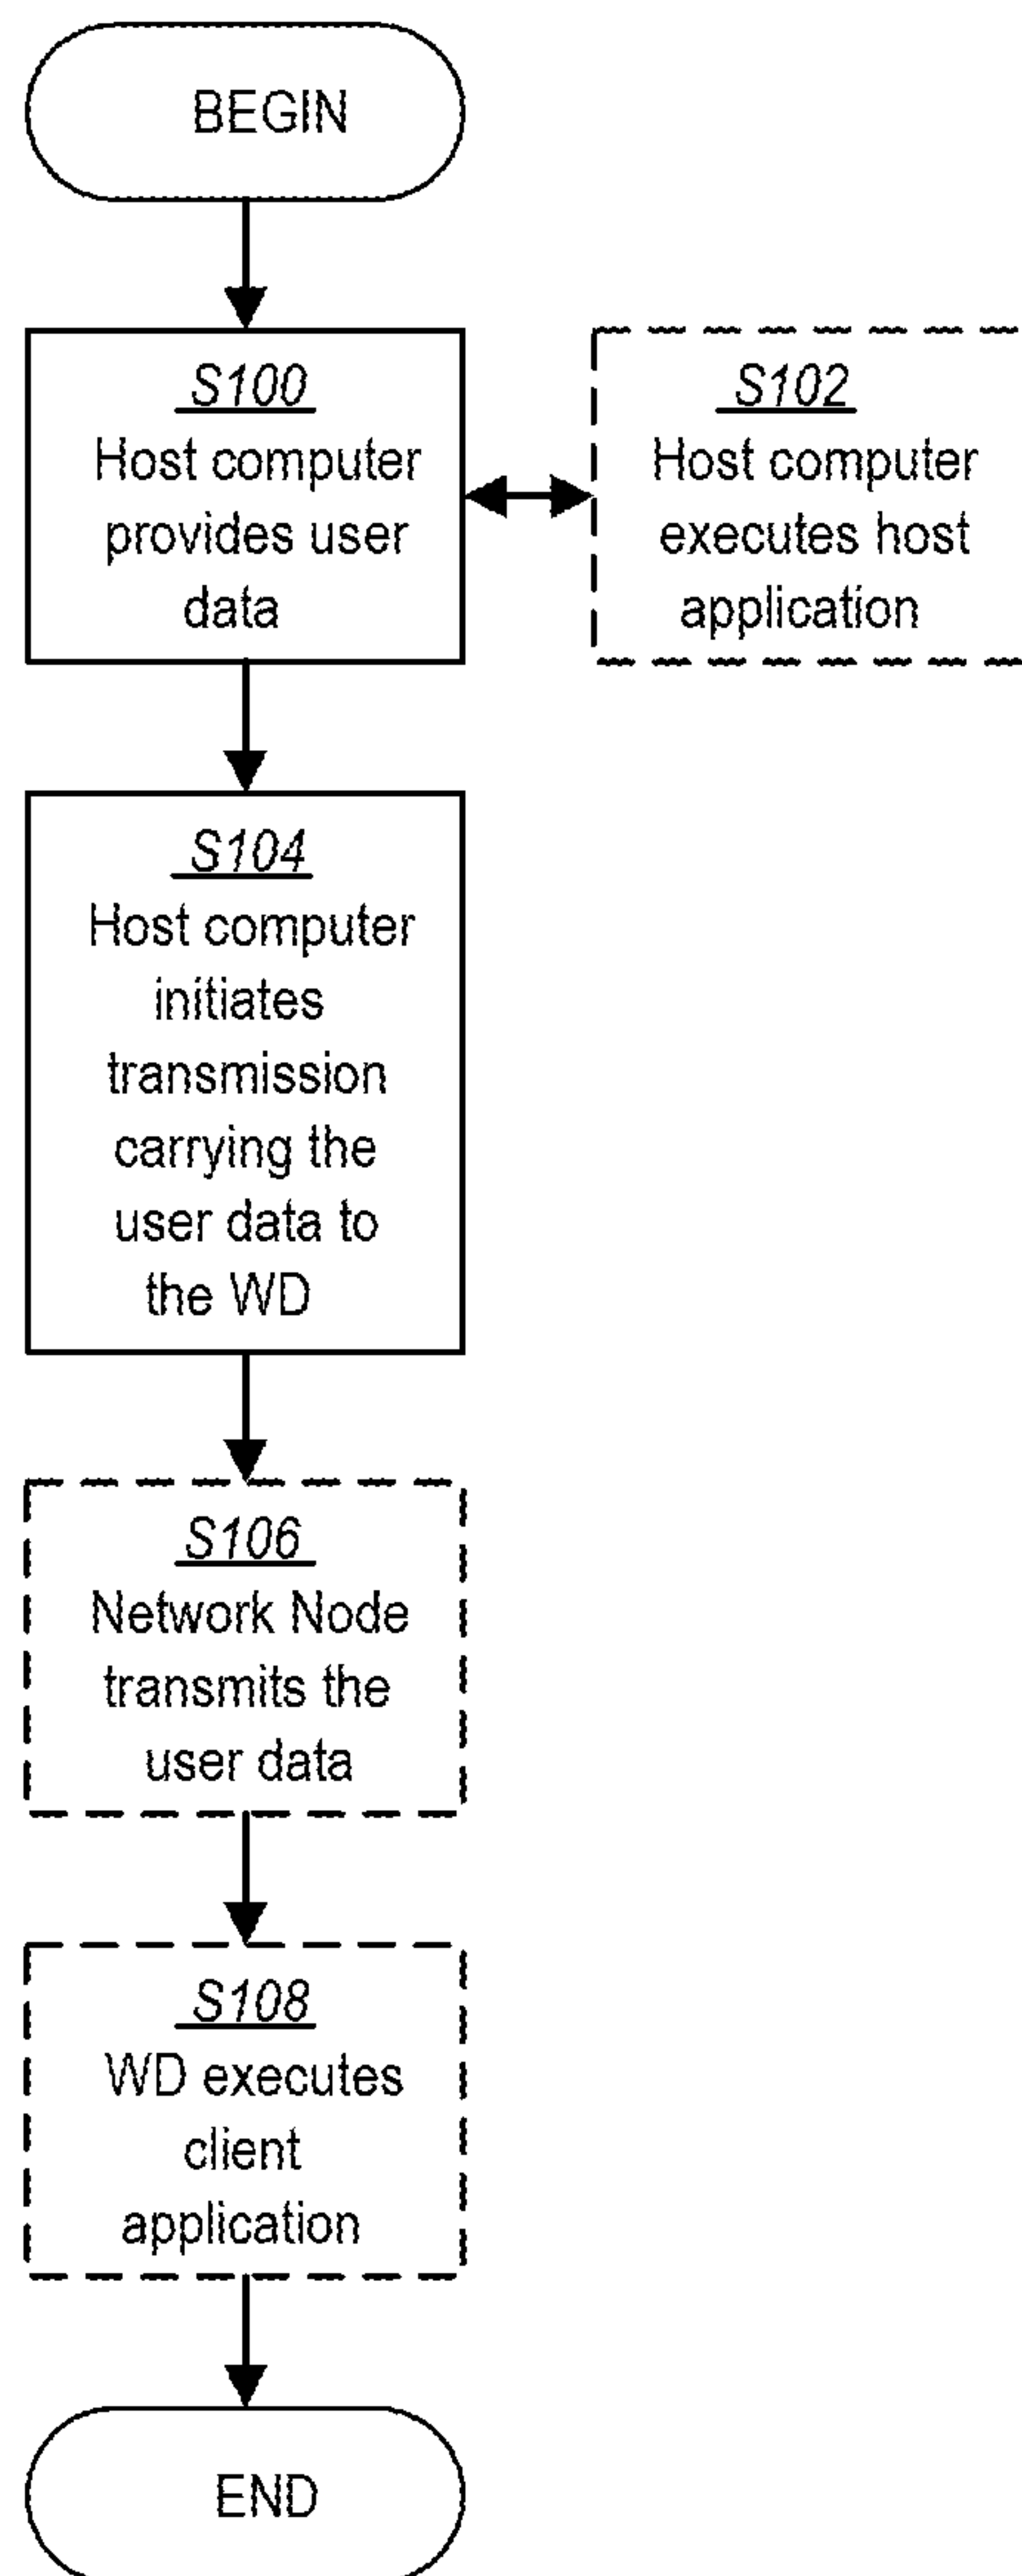 BEGIN
S100
Host computer
provides user
data
S102
Host computer
executes host
application
S104
Host computer
initiates
transmission
carrying the
user data to
the WD
S106
Network Node
transmits the
user data
S108
WD executes
client
application
END